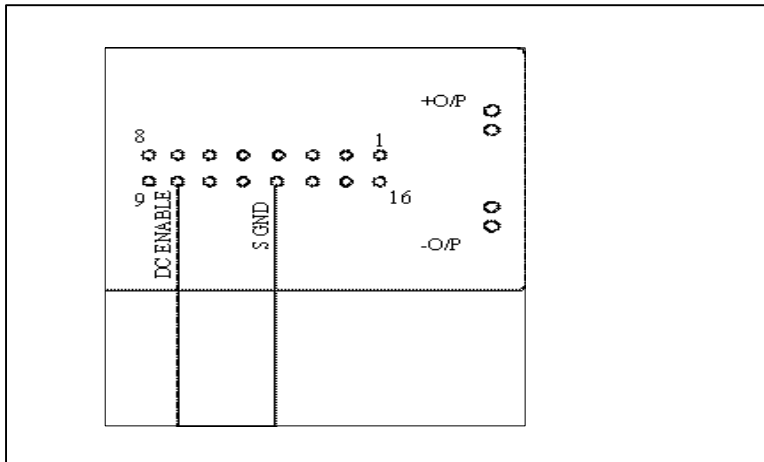 +O/P
8
1
9
16
DC ENABLE
S GND
-O/P